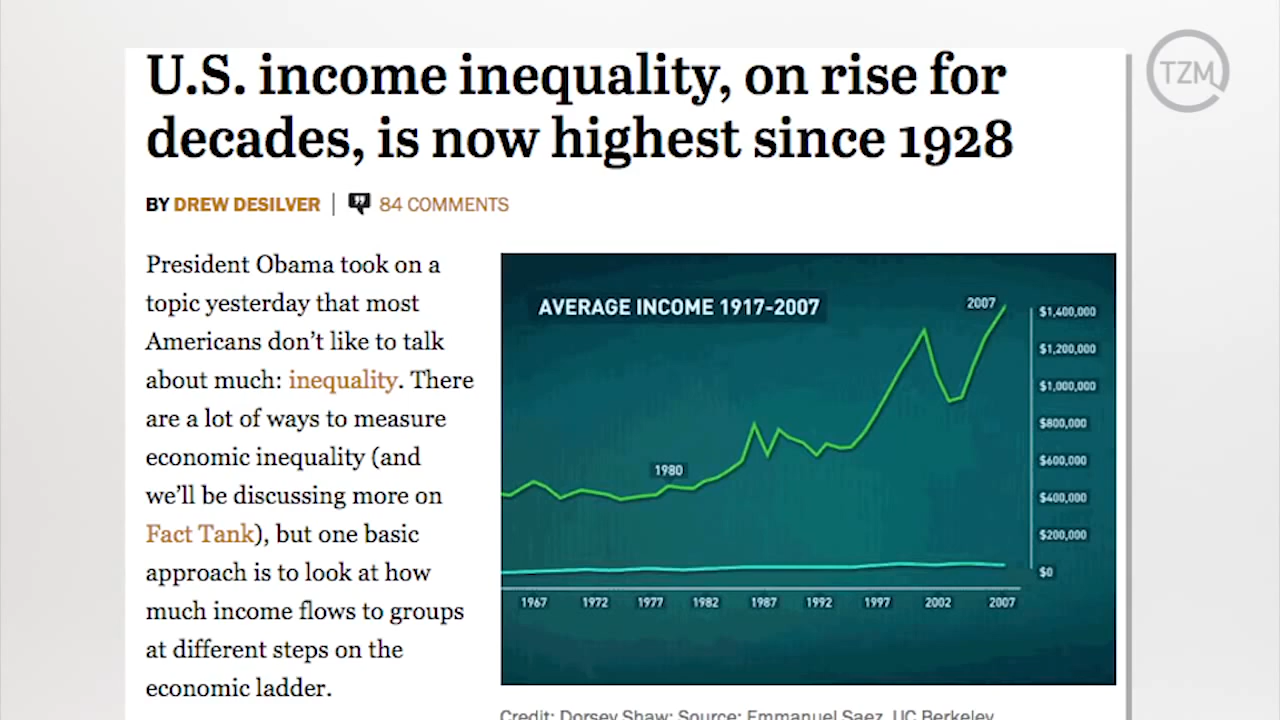 TZM
U.S. income inequality, on rise for
decades, is now highest since 1928
BY DREW DESILVER | 84 COMMENTS
President Obama took on a
topic yesterday that most
Americans don't like to talk
about much: inequality. There
are a lot of ways to measure
economic inequality (and
we'll be discussing more on
Fact Tank), but one basic
approach is to look at how
much income flows to groups
at different steps on the
economic ladder.
AVERAGE INCOME 1917-2007
2007
1980
$1,400,000
$1,200,000
$1,000,000
$800,000
$600,000
$400,000
$200,000
$0
1967 1972 1977 1982 1987 1992 1997 2002 2007
Credit: Dorsey Shaw; Source: Emmanuel Saez, UC Berkeley